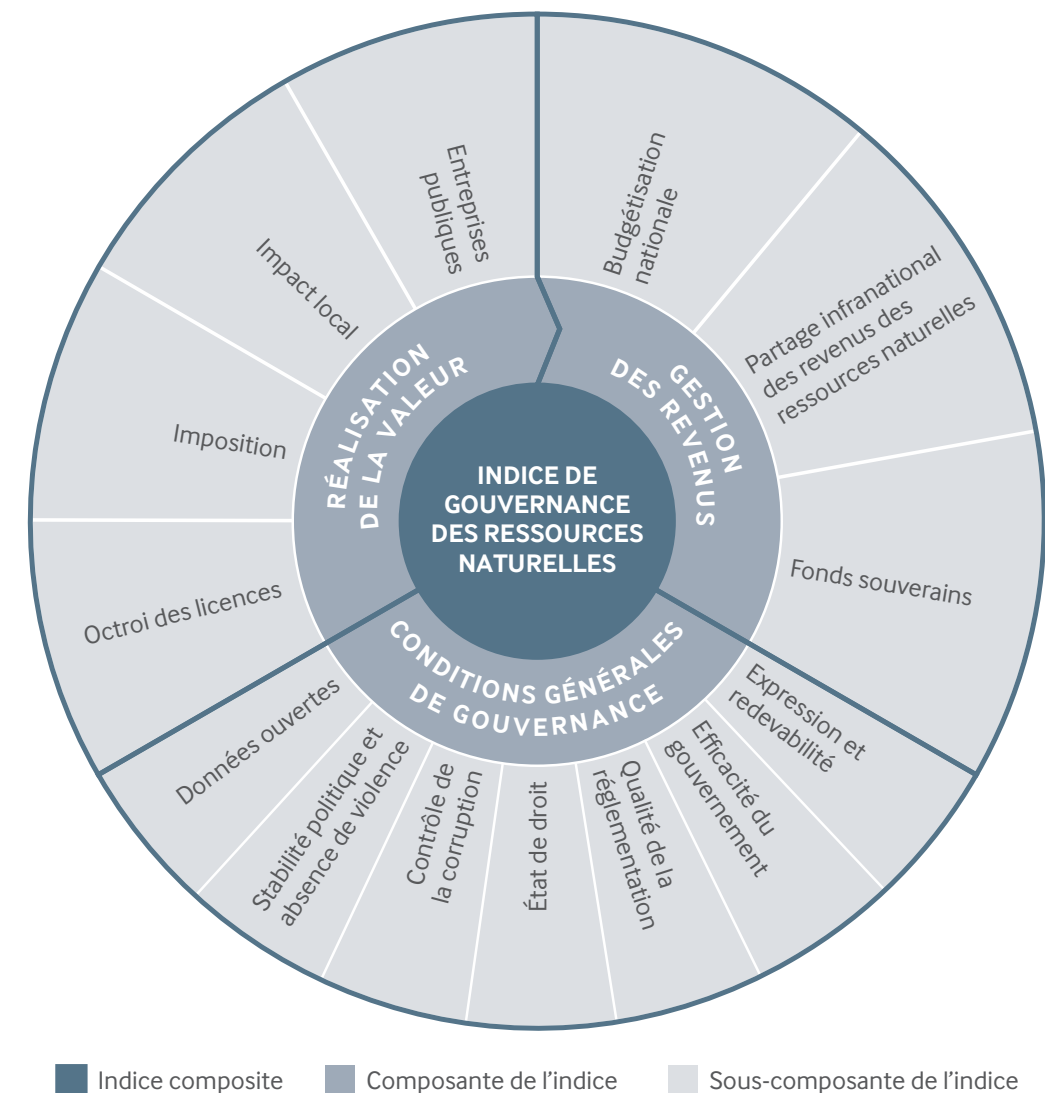 INDICE DE
GOUVERNANCE
DES RESSOURCES
NATURELLES
RÉALISATION
DE LA VALEUR
GESTION
DES REVENUS
CONDITIONS GÉNÉRALES
DE GOUVERNANCE
Octroi des licences
Imposition
Impact local
Entreprises
publiques
Budgétisation
nationale
Partage infranational
des revenus des
ressources naturelles
Fonds souverains
Expression et
redevabilité
Efficacité du
gouvernement
Qualité de la
réglementation
État de droit
Contrôle de
la corruption
Stabilité politique et
absence de violence
Données ouvertes
Indice composite
Composante de l’indice
Sous-composante de l’indice